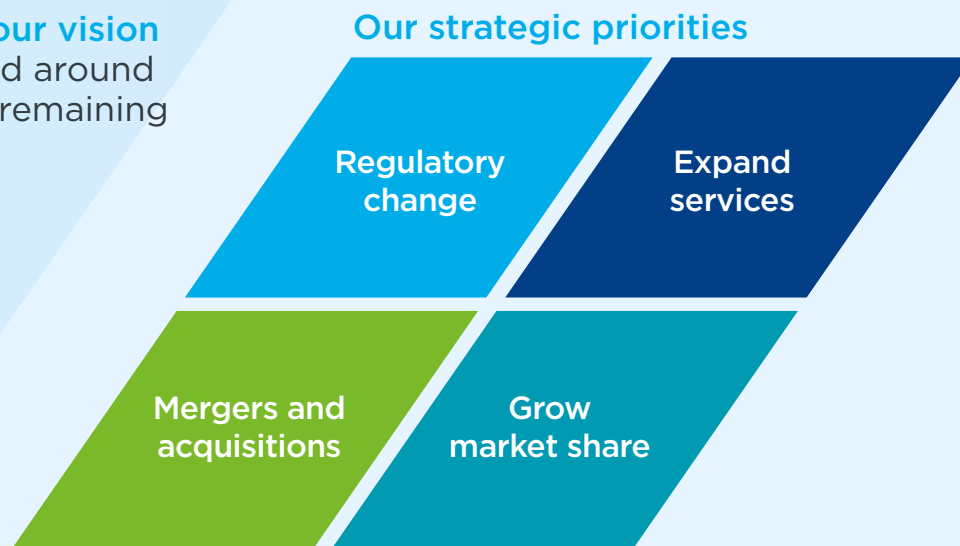 our vision
d around
remaining
Our strategic priorities
Regulatory
change
Expand
services
Mergers and
acquisitions
Grow
market share